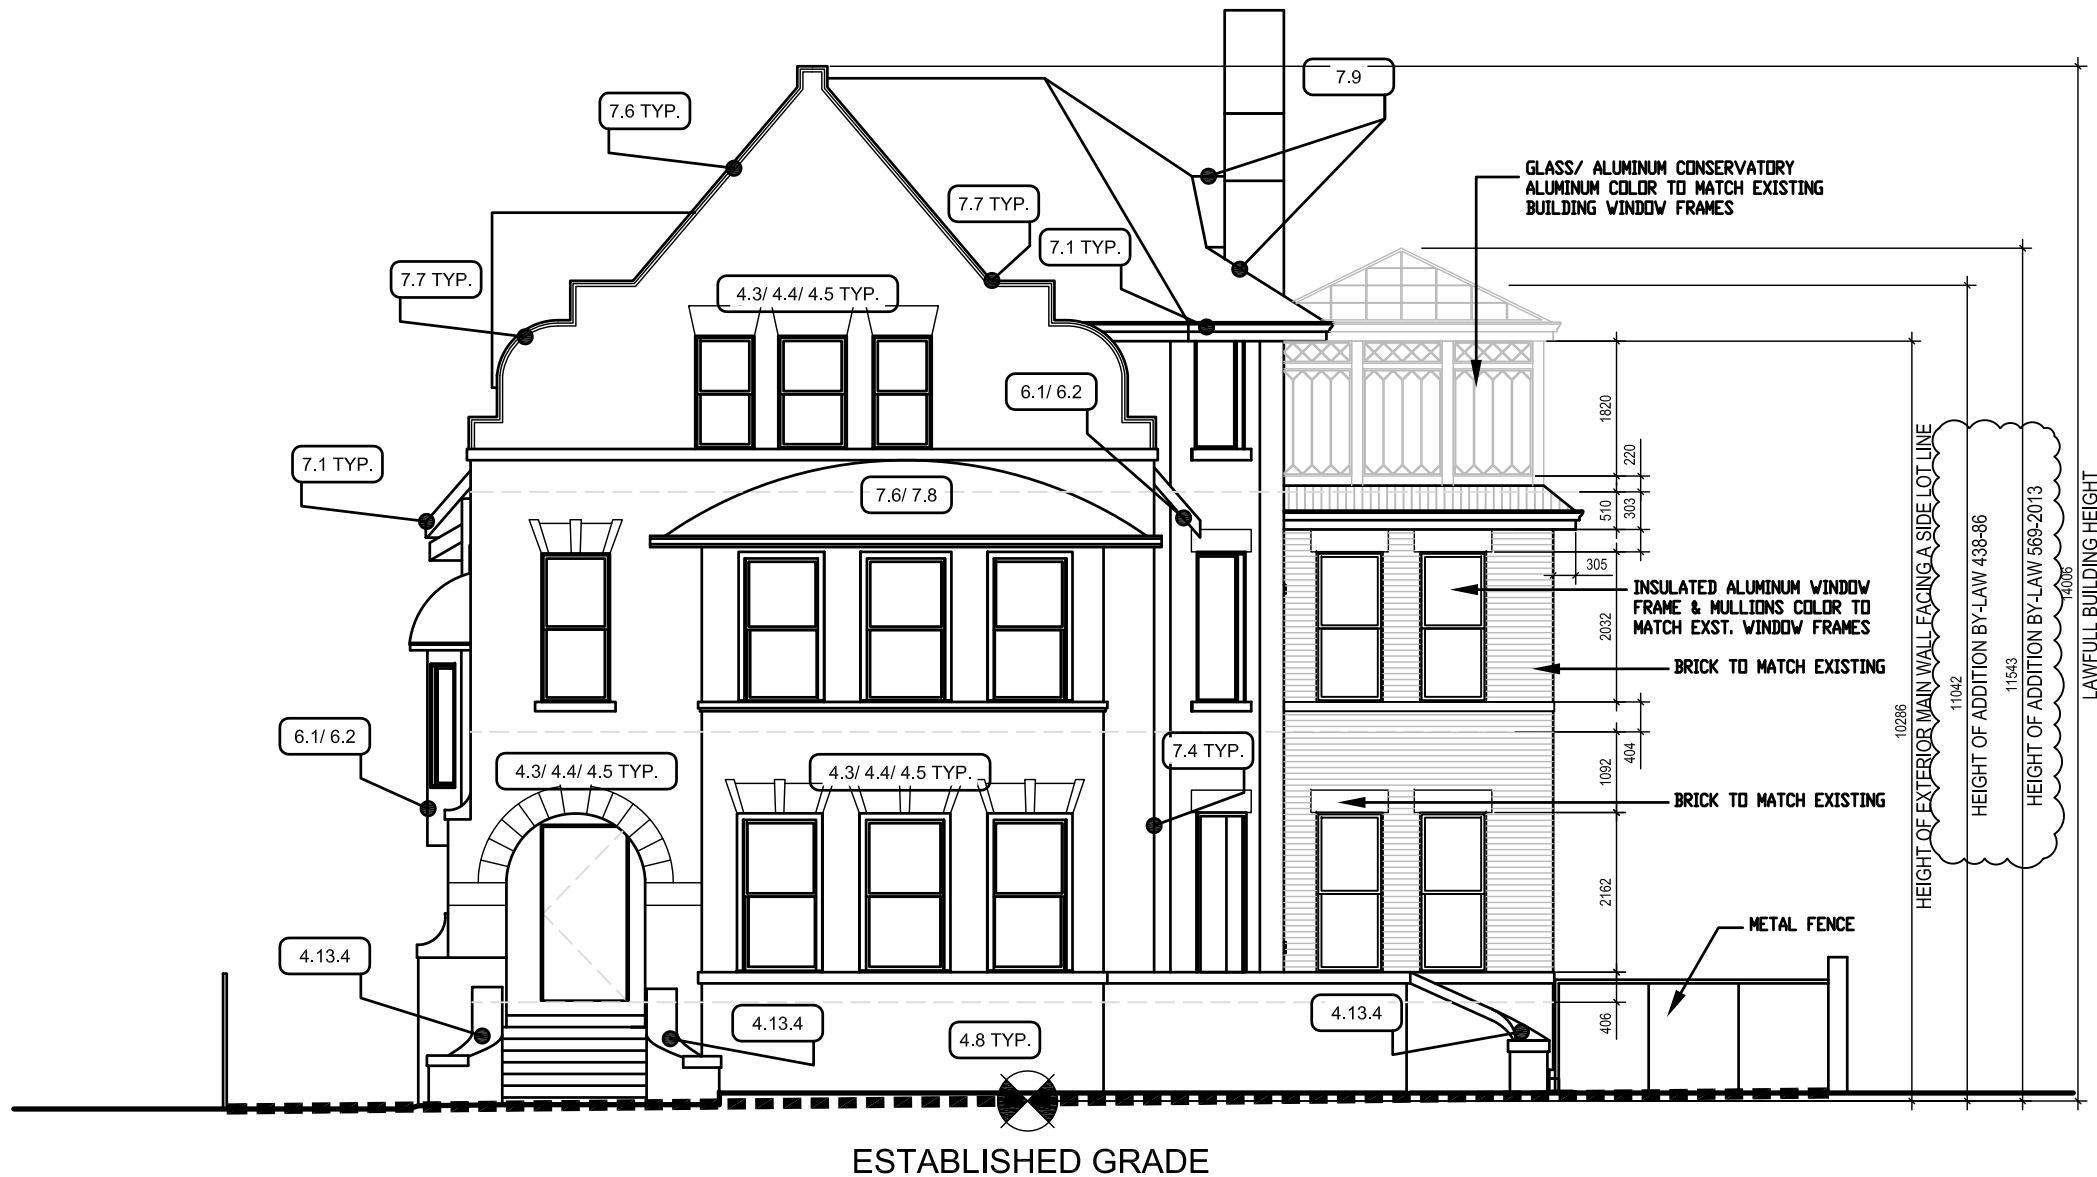 7.9
7.6 TYP.
GLASS/ ALUMINUM CONSERVATORY
ALUMINUM COLOR TO MATCH EXISTING
BUILDING WINDOW FRAMES
7.7 TYP.
7.1 TYP.
7.7 TYP.
4.3/ 4.4/ 4.5 TYP.
6.1/ 6.2
1820
220
7.1 TYP.
7.6/ 7.8
510
303
305
INSULATED ALUMINUM WINDOW
FRAME & MULLIONS COLOR TO
MATCH EXST. WINDOW FRAMES
2032
BRICK TO MATCH EXISTING
6.1/ 6.2
7.4 TYP.
404
4.3/ 4.4/ 4.5 TYP.
4.3/ 4.4/ 4.5 TYP.
1092
BRICK TO MATCH EXISTING
2162
METAL FENCE
4.13.4
4.13.4
4.8 TYP.
4.13.4
406
10286
HEIGHT OF EXTERIOR MAIN WALL FACING A SIDE LOT LINE
11042
HEIGHT OF ADDITION BY-LAW 438-86
11543
HEIGHT OF ADDITION BY-LAW 569-2013
14006
LAWFULL BUILDING HEIGHT
ESTABLISHED GRADE